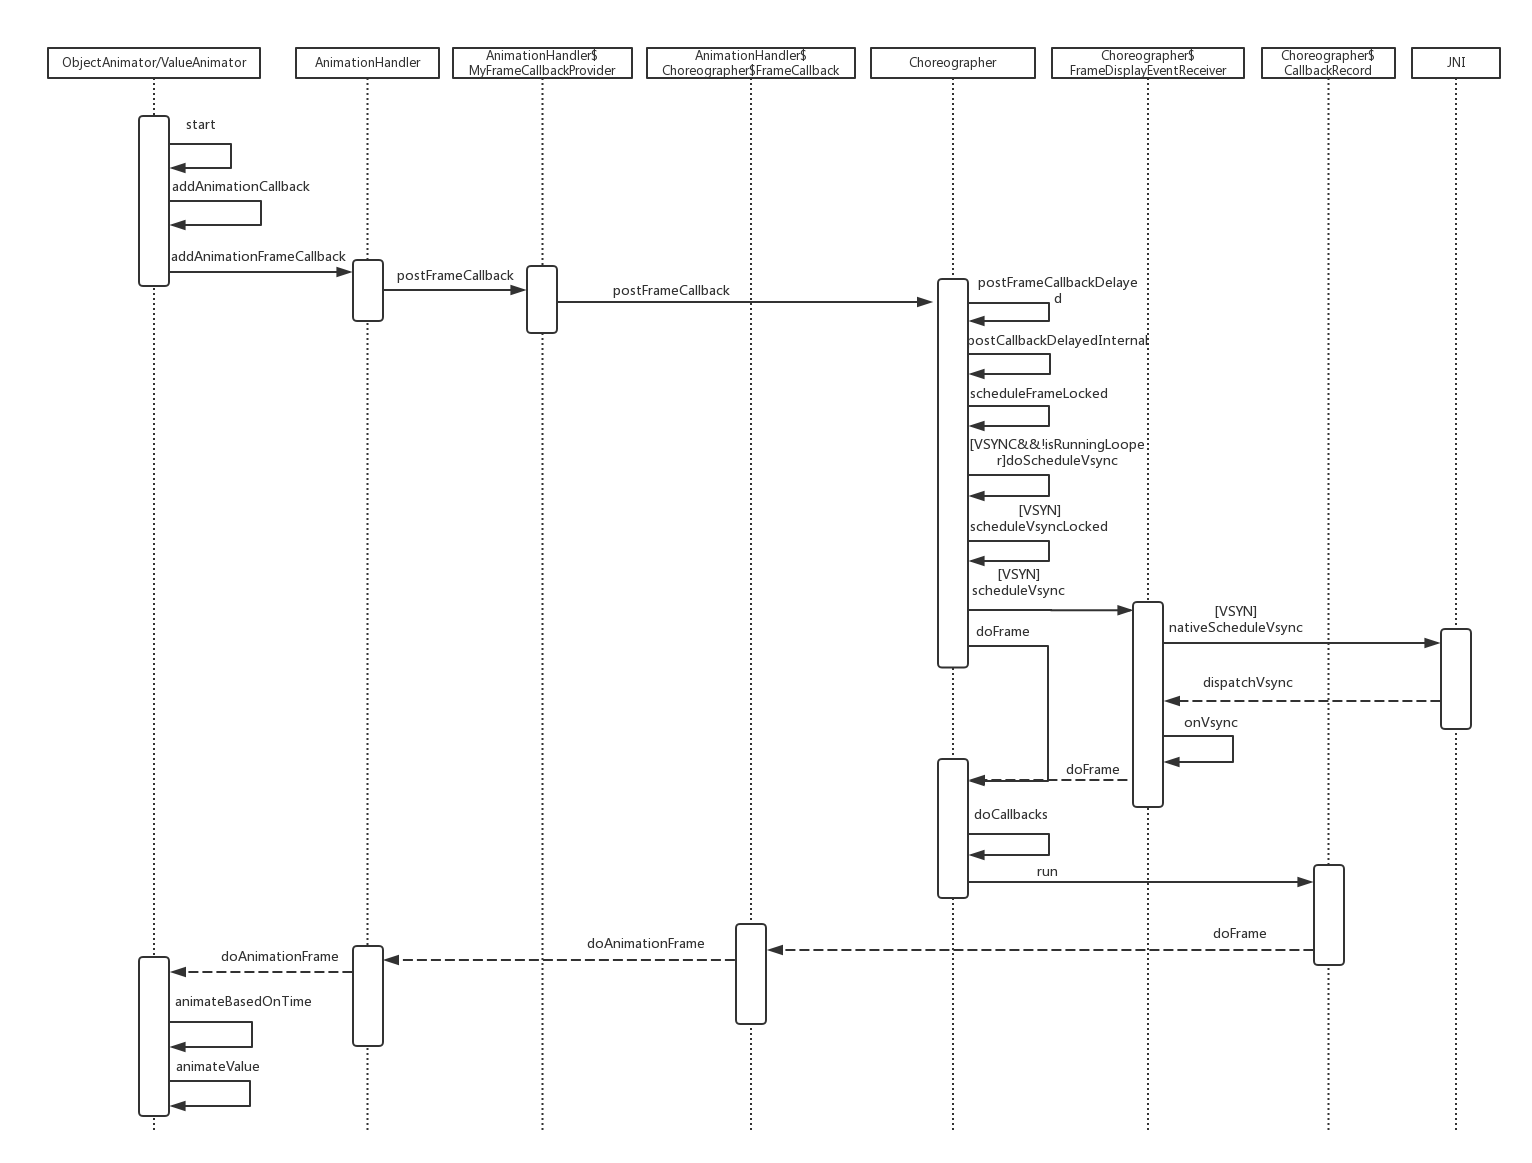 ObjectAnimator/ValueAnimator
AnimationHandler
AnimationHandler$
MyFrameCallbackProvider
AnimationHandler$
Choreographer$FrameCallback
Choreographer
Choreographer$
FrameDisplayEventReceiver
Choreographer$
CallbackRecord
JNI
start
addAnimationCallback
addAnimationFrameCallback
postFrameCallback
postFrameCallback
postFrameCallbackDelaye
d
postCallbackDelayedInternal
scheduleFrameLocked
[VSYNC&&!isRunningLoope
r]doScheduleVsync
[VSYN]
scheduleVsyncLocked
[VSYN]
scheduleVsync
[VSYN]
nativeScheduleVsync
doFrame
dispatchVsync
onVsync
doFrame
doCallbacks
run
doFrame
doAnimationFrame
doAnimationFrame
animateBasedOnTime
animateValue